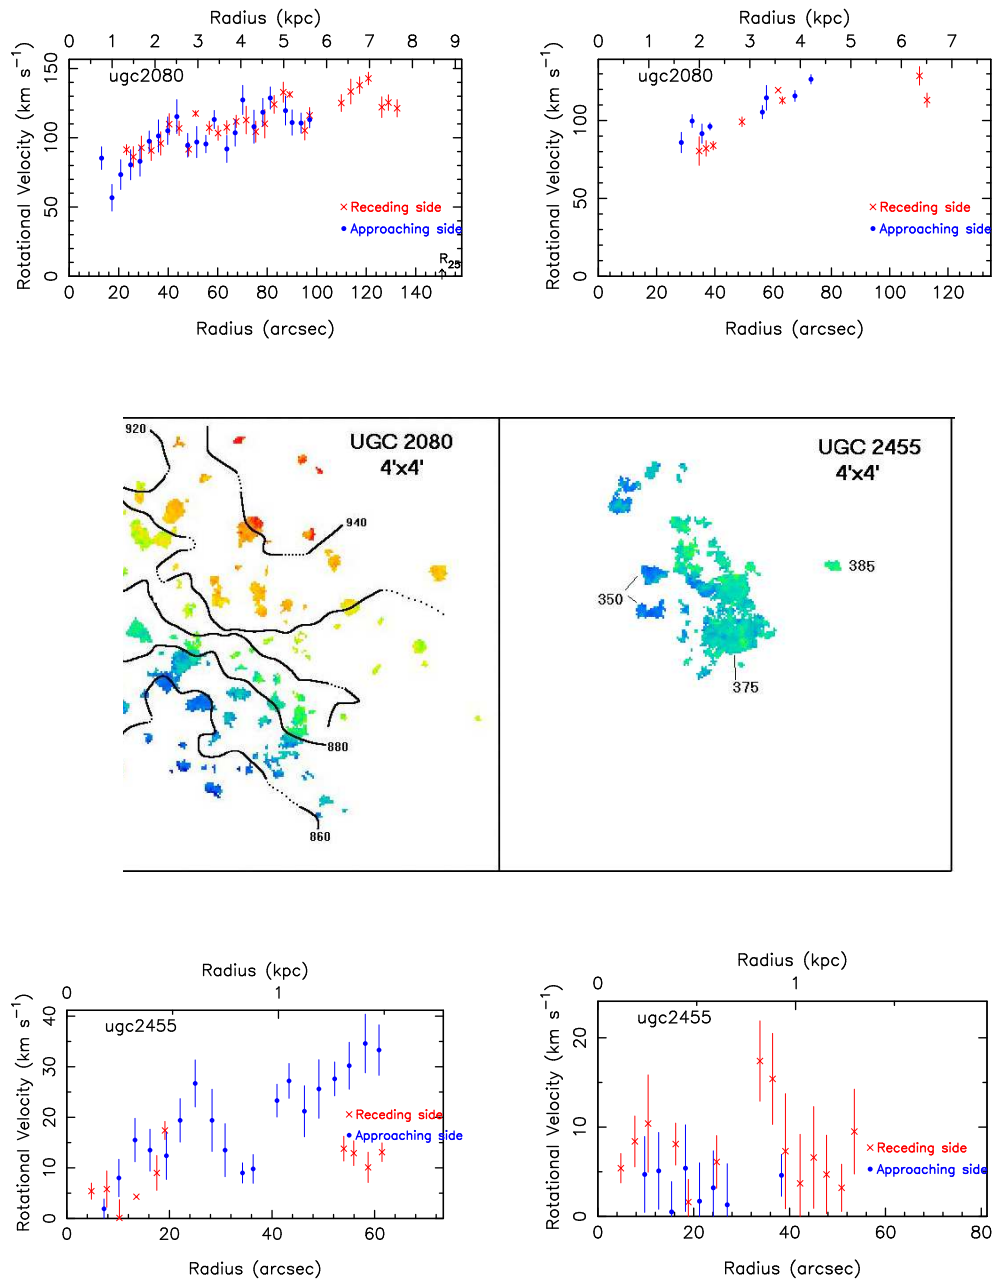 Radius (kpc)
0 1 2 3 4 5 6 7 8 9
ugc2080
Rotational Velocity (km s⁻¹)
150
100
50
0
× Receding side
• Approaching side
R25
0 20 40 60 80 100 120 140
Radius (arcsec)
Radius (kpc)
0 1 2 3 4 5 6 7
ugc2080
Rotational Velocity (km s⁻¹)
100
50
0
× Receding side
• Approaching side
0 20 40 60 80 100 120
Radius (arcsec)
920
UGC 2080
4'x4'
940
880
860
UGC 2455
4'x4'
385
350
375
Radius (kpc)
0 1
ugc2455
Rotational Velocity (km s⁻¹)
40
30
20
10
0
× Receding side
• Approaching side
0 20 40 60
Radius (arcsec)
Radius (kpc)
0 1
ugc2455
Rotational Velocity (km s⁻¹)
20
10
0
× Receding side
• Approaching side
0 20 40 60 80
Radius (arcsec)